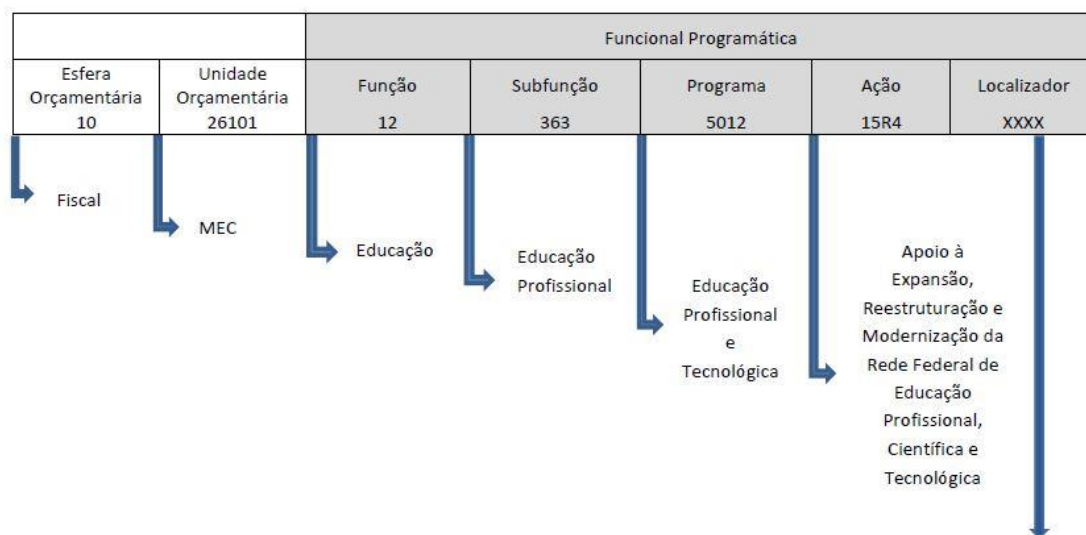 Funcional Programática
Esfera
Orçamentária
10
Unidade
Orçamentária
26101
Função
12
Subfunção
363
Programa
5012
Ação
15R4
Localizador
XXXX
Fiscal
MEC
Educação
Educação
Profissional
Educação
Profissional
e
Tecnológica
Apoio à
Expansão,
Reestruturação e
Modernização da
Rede Federal de
Educação
Profissional,
Científica e
Tecnológica